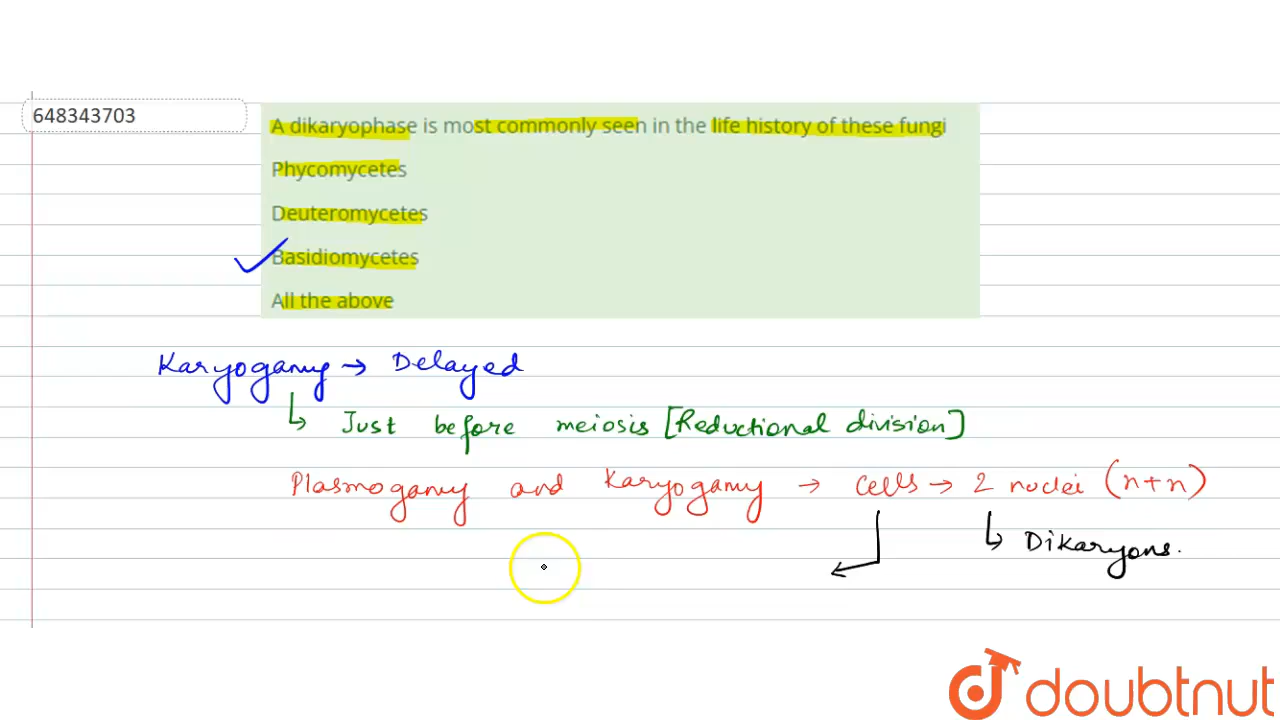 648343703
A dikaryophase is most commonly seen in the life history of these fungi
Phycomycetes
Deuteromycetes
Basidiomycetes
All the above
Karyogamy → Delayed
↳ Just before meiosis [Reductional division]
Plasmogamy and Karyogamy → cells → 2 nuclei (n+n)
↳ Dikaryons.
doubtnut